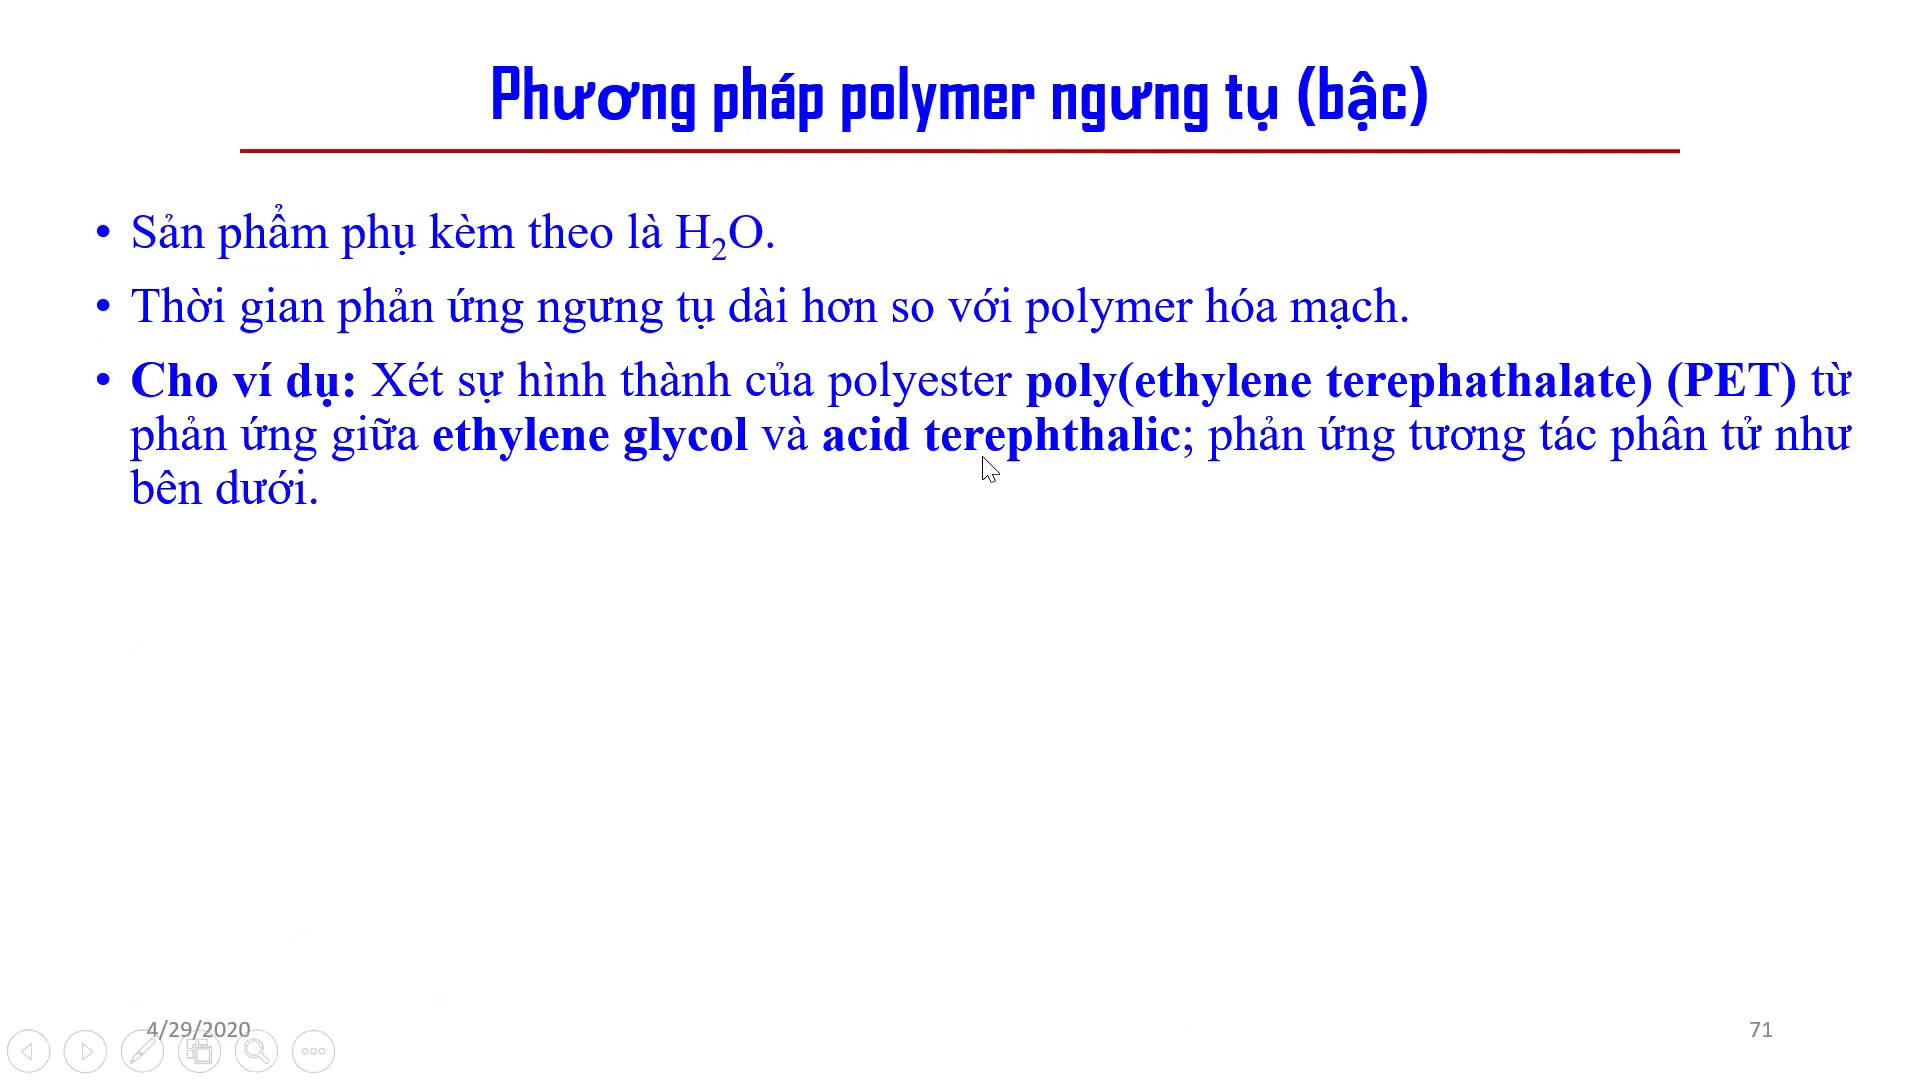 Phương pháp polymer ngưng tụ (bậc)
• Sản phẩm phụ kèm theo là H₂O.
• Thời gian phản ứng ngưng tụ dài hơn so với polymer hóa mạch.
• Cho ví dụ: Xét sự hình thành của polyester poly(ethylene terephathalate) (PET) từ
phản ứng giữa ethylene glycol và acid terephthalic; phản ứng tương tác phân tử như
bên dưới.
4/29/2020
71